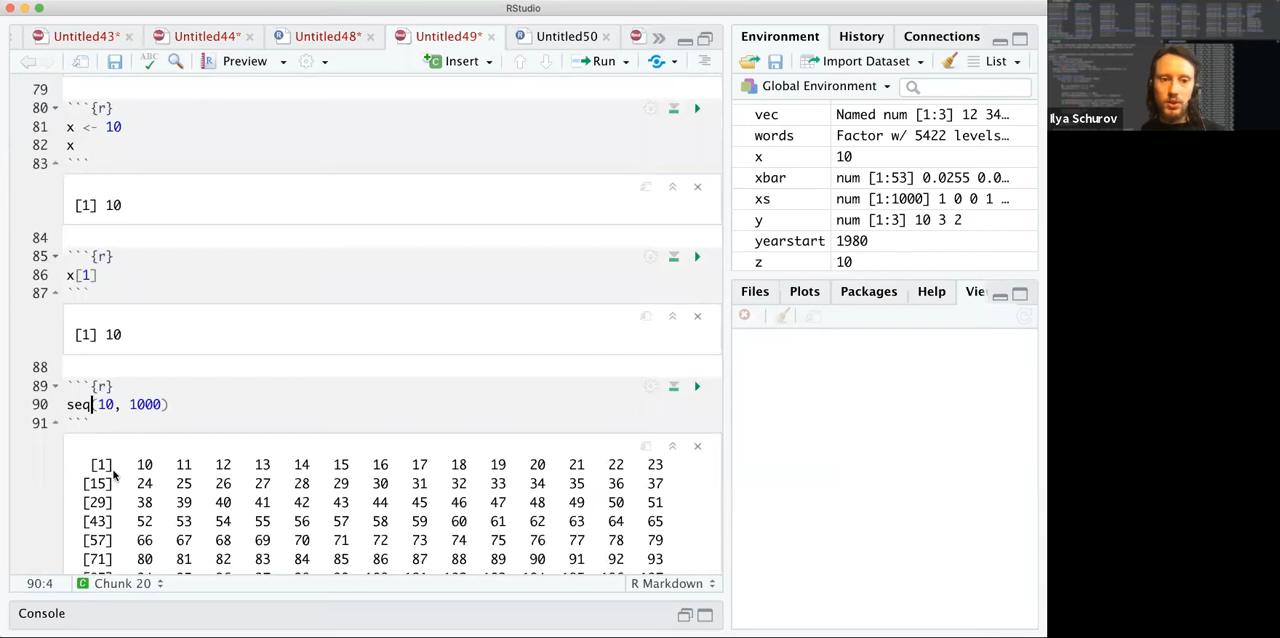 RStudio
Untitled43* × Untitled44* × Untitled48* × Untitled49* × Untitled50 × »
ABC Preview Insert Run
79
80 ```{r}
81 x <- 10
82 x
83 ```
[1] 10
84
85 ```{r}
86 x[1]
87 ```
[1] 10
88
89 ```{r}
90 seq(10, 1000)
91 ```
[1] 10 11 12 13 14 15 16 17 18 19 20 21 22 23
[15] 24 25 26 27 28 29 30 31 32 33 34 35 36 37
[29] 38 39 40 41 42 43 44 45 46 47 48 49 50 51
[43] 52 53 54 55 56 57 58 59 60 61 62 63 64 65
[57] 66 67 68 69 70 71 72 73 74 75 76 77 78 79
[71] 80 81 82 83 84 85 86 87 88 89 90 91 92 93
90:4 C Chunk 20 R Markdown
Console
Environment History Connections
Import Dataset List
Global Environment
vec Named num [1:3] 12 34…
words Factor w/ 5422 levels…
x 10
xbar num [1:53] 0.0255 0.0…
xs num [1:1000] 1 0 0 1 …
y num [1:3] 10 3 2
yearstart 1980
z 10
Files Plots Packages Help Vie
Ilya Schurov